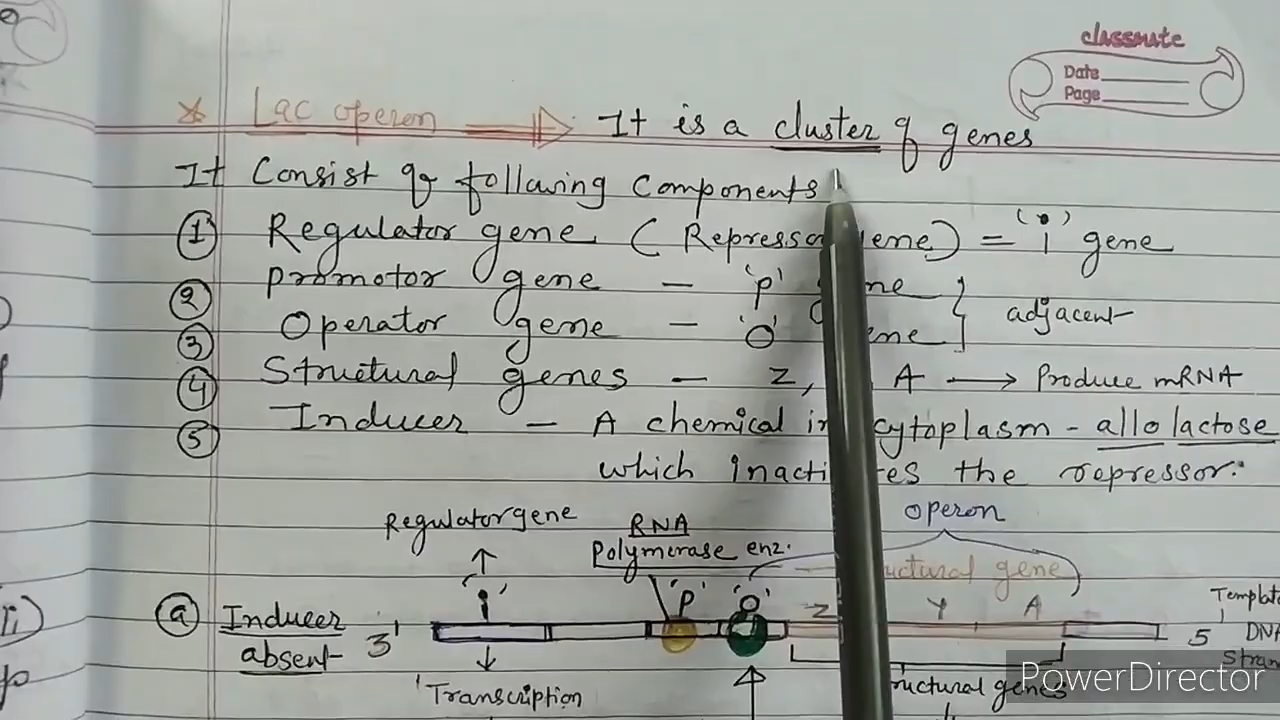 classmate
Date
Page
Lac operon It is a cluster of genes
It Consist of following Components
① Regulator gene (Repressor gene) = 'i' gene
② Promotor gene - 'P' gene
adjacent
③ Operator gene - 'O' gene
④ Structural genes - Z, A → Produce mRNA
⑤ Inducer - A chemical in cytoplasm - allolactose
which inactivates the repressor.
Operon
Regulator gene RNA
Polymerase enz.
structural gene
'i' 'P' 'O' Z Y A Template
ⓐ Inducer absent 3' 5' DNA
Strand
Transcription structural genes
PowerDirector